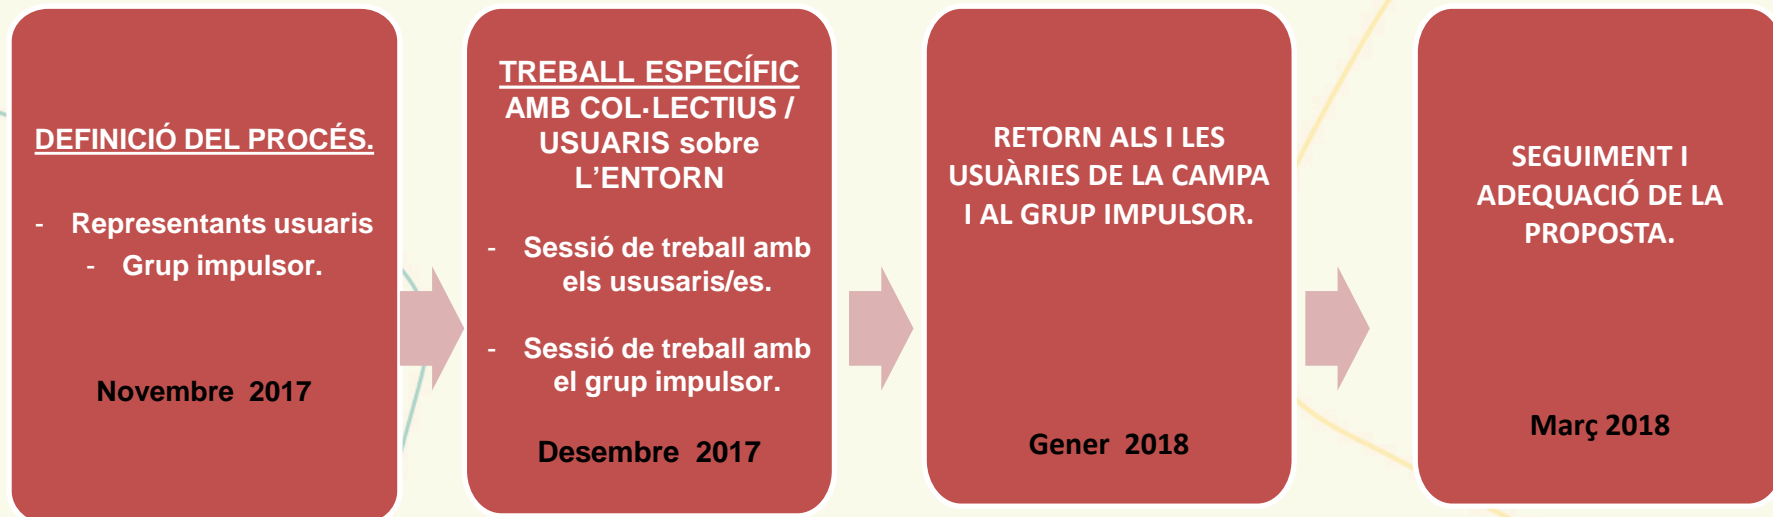 DEFINICIÓ DEL PROCÉS.
- Representants usuaris
- Grup impulsor.
Novembre 2017
TREBALL ESPECÍFIC
AMB COL·LECTIUS /
USUARIS sobre
L’ENTORN
- Sessió de treball amb
els ususaris/es.
- Sessió de treball amb
el grup impulsor.
Desembre 2017
RETORN ALS I LES
USUÀRIES DE LA CAMPA
I AL GRUP IMPULSOR.
Gener 2018
SEGUIMENT I
ADEQUACIÓ DE LA
PROPOSTA.
Març 2018